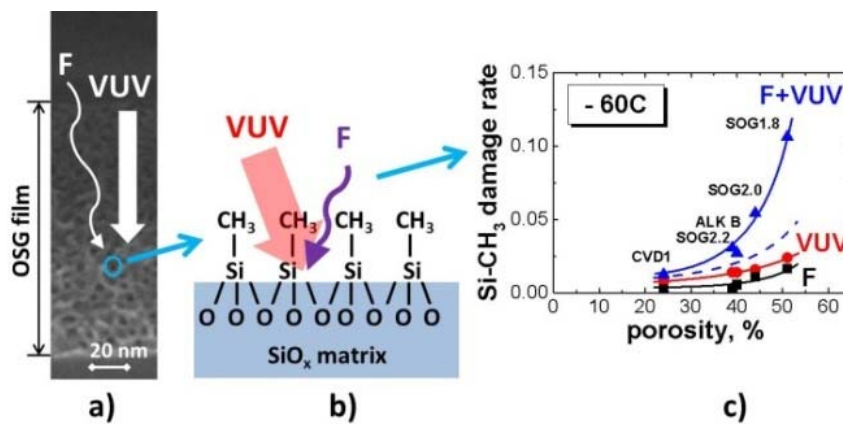 F
VUV
OSG film
20 nm
a)
VUV
F
CH3 CH3 CH3 CH3
Si Si Si Si
O O O O O O O O O
SiOx matrix
b)
Si-CH3 damage rate
0.15
0.10
0.05
0.00
- 60C
F+VUV
SOG1.8
SOG2.0
ALK B
SOG2.2
CVD1
VUV
F
0 10 20 30 40 50 60
porosity, %
c)